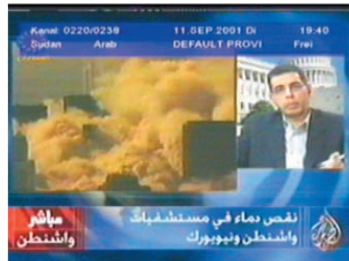 Kanal: 0220/0238 11.SEP.2001 Di 19:40
Sudan Arab DEFAULT PROVI Frei
نقص دماء في مستشفيات
واشنطن ونيويورك
مباشر
واشنطن